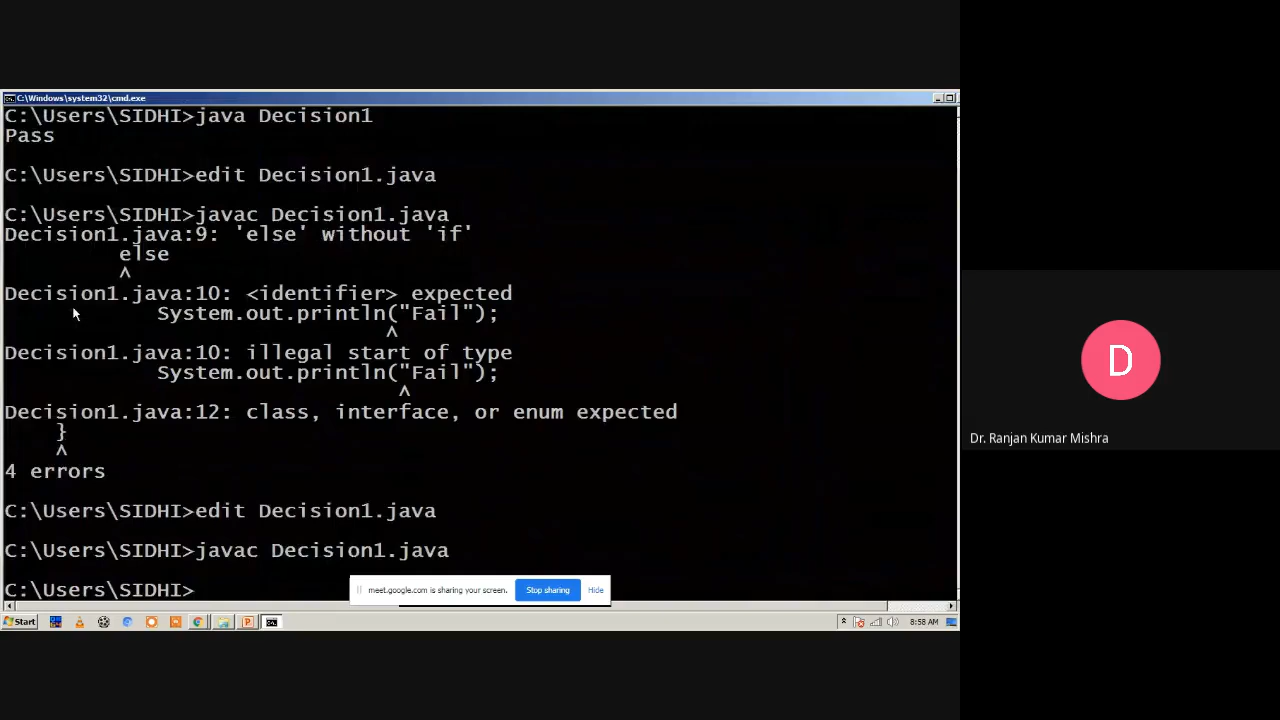 C:\Windows\system32\cmd.exe
C:\Users\SIDHI>java Decision1
Pass
C:\Users\SIDHI>edit Decision1.java
C:\Users\SIDHI>javac Decision1.java
Decision1.java:9: 'else' without 'if'
else
^
Decision1.java:10: <identifier> expected
System.out.println("Fail");
^
Decision1.java:10: illegal start of type
System.out.println("Fail");
^
Decision1.java:12: class, interface, or enum expected
}
^
4 errors
C:\Users\SIDHI>edit Decision1.java
C:\Users\SIDHI>javac Decision1.java
C:\Users\SIDHI>
meet.google.com is sharing your screen. Stop sharing Hide
Start
8:58 AM
D
Dr. Ranjan Kumar Mishra